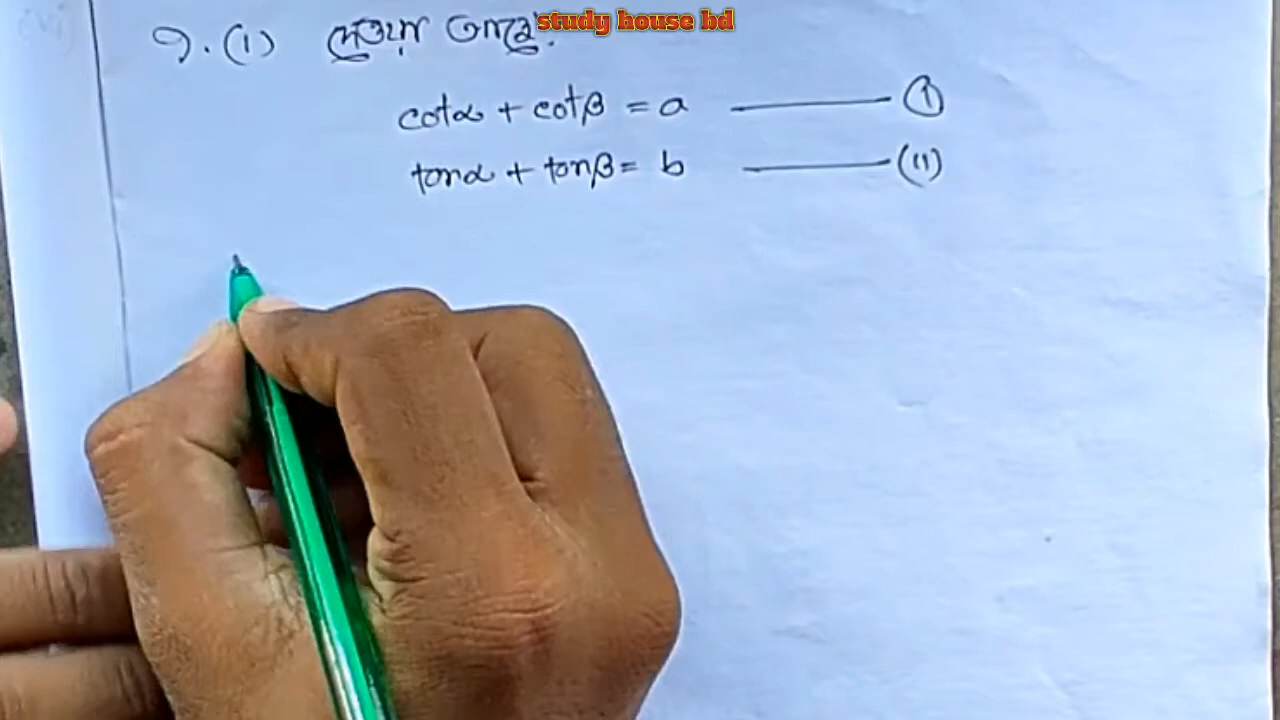 study house bd
৭. (i) দেওয়া আছে,
cotα + cotβ = a ——— (i)
tanα + tanβ = b ——— (ii)